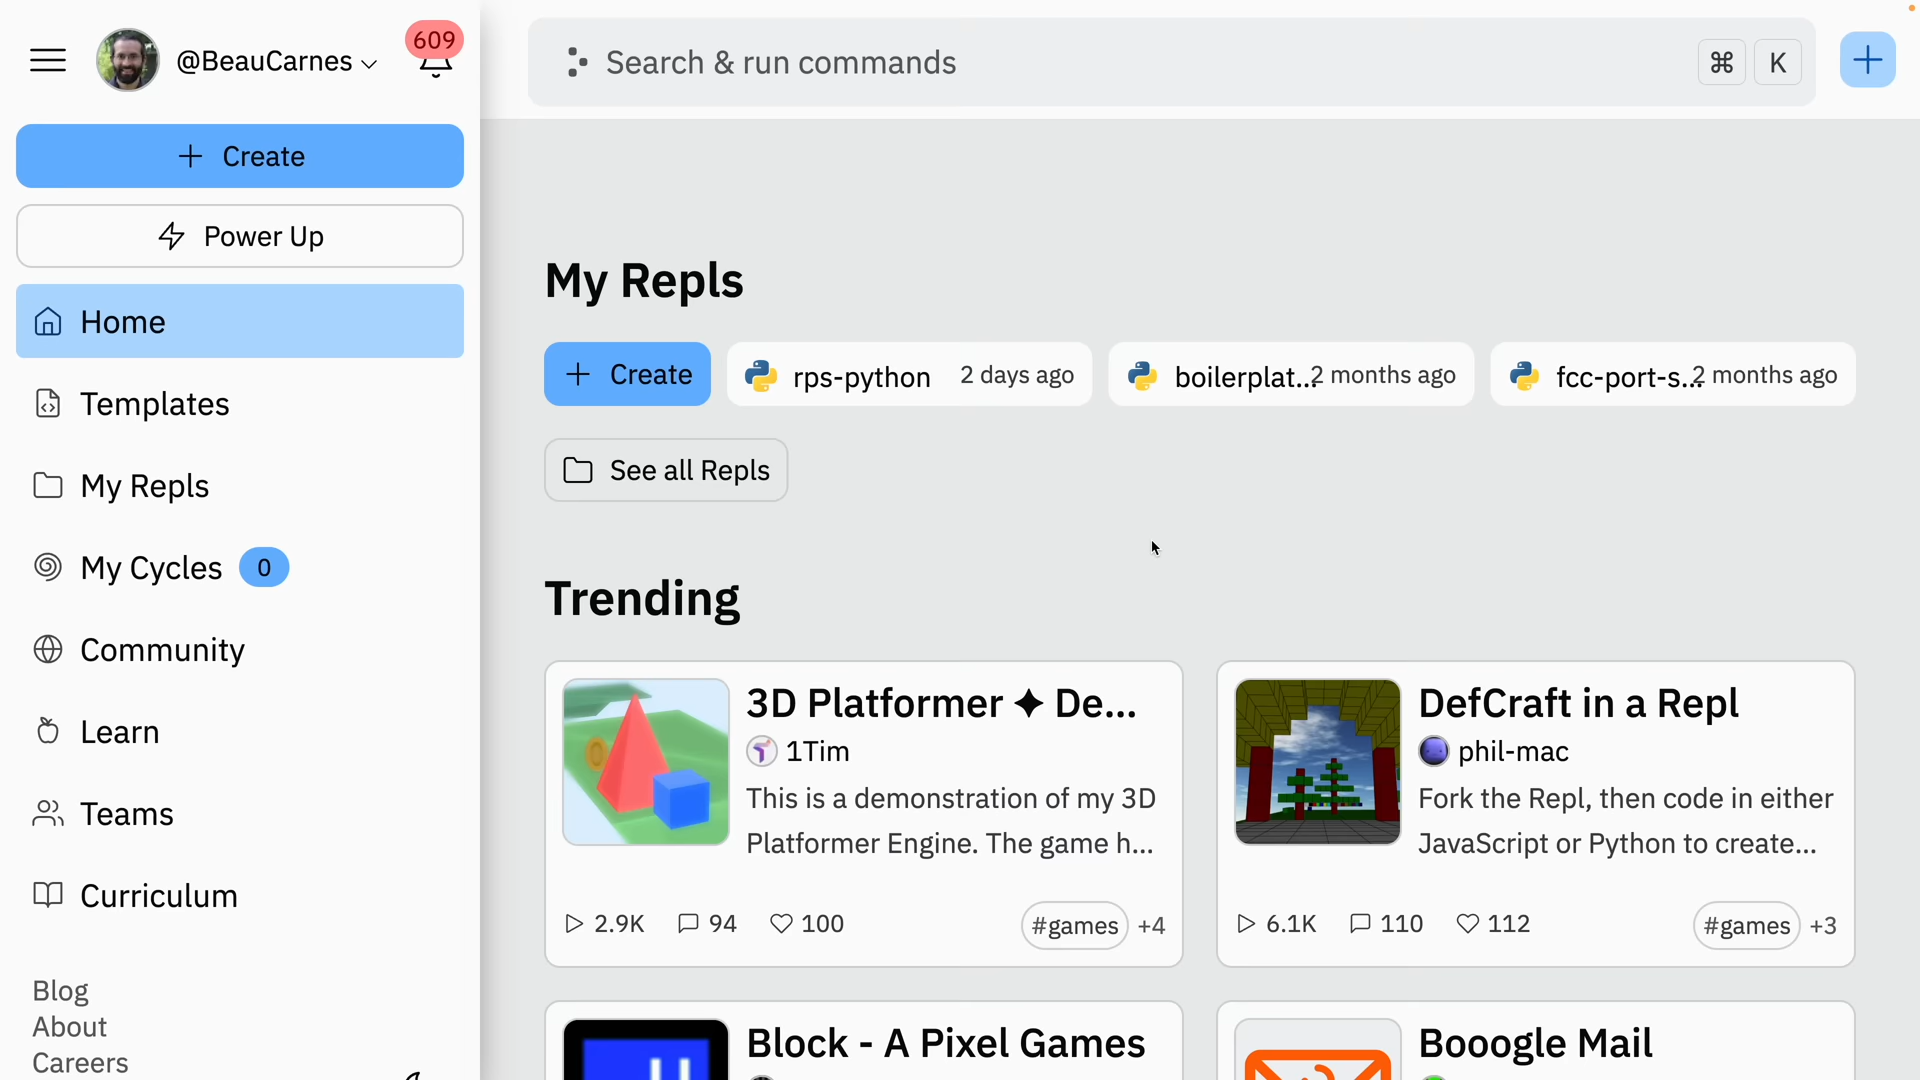 @BeauCarnes
609
Search & run commands
⌘ K
+ Create
Power Up
Home
Templates
My Repls
My Cycles 0
Community
Learn
Teams
Curriculum
Blog
About
Careers
My Repls
+ Create
rps-python 2 days ago
boilerplat... 2 months ago
fcc-port-s... 2 months ago
See all Repls
Trending
3D Platformer ✦ De...
1Tim
This is a demonstration of my 3D
Platformer Engine. The game h...
2.9K 94 100 #games +4
DefCraft in a Repl
phil-mac
Fork the Repl, then code in either
JavaScript or Python to create...
6.1K 110 112 #games +3
Block - A Pixel Games
Booogle Mail